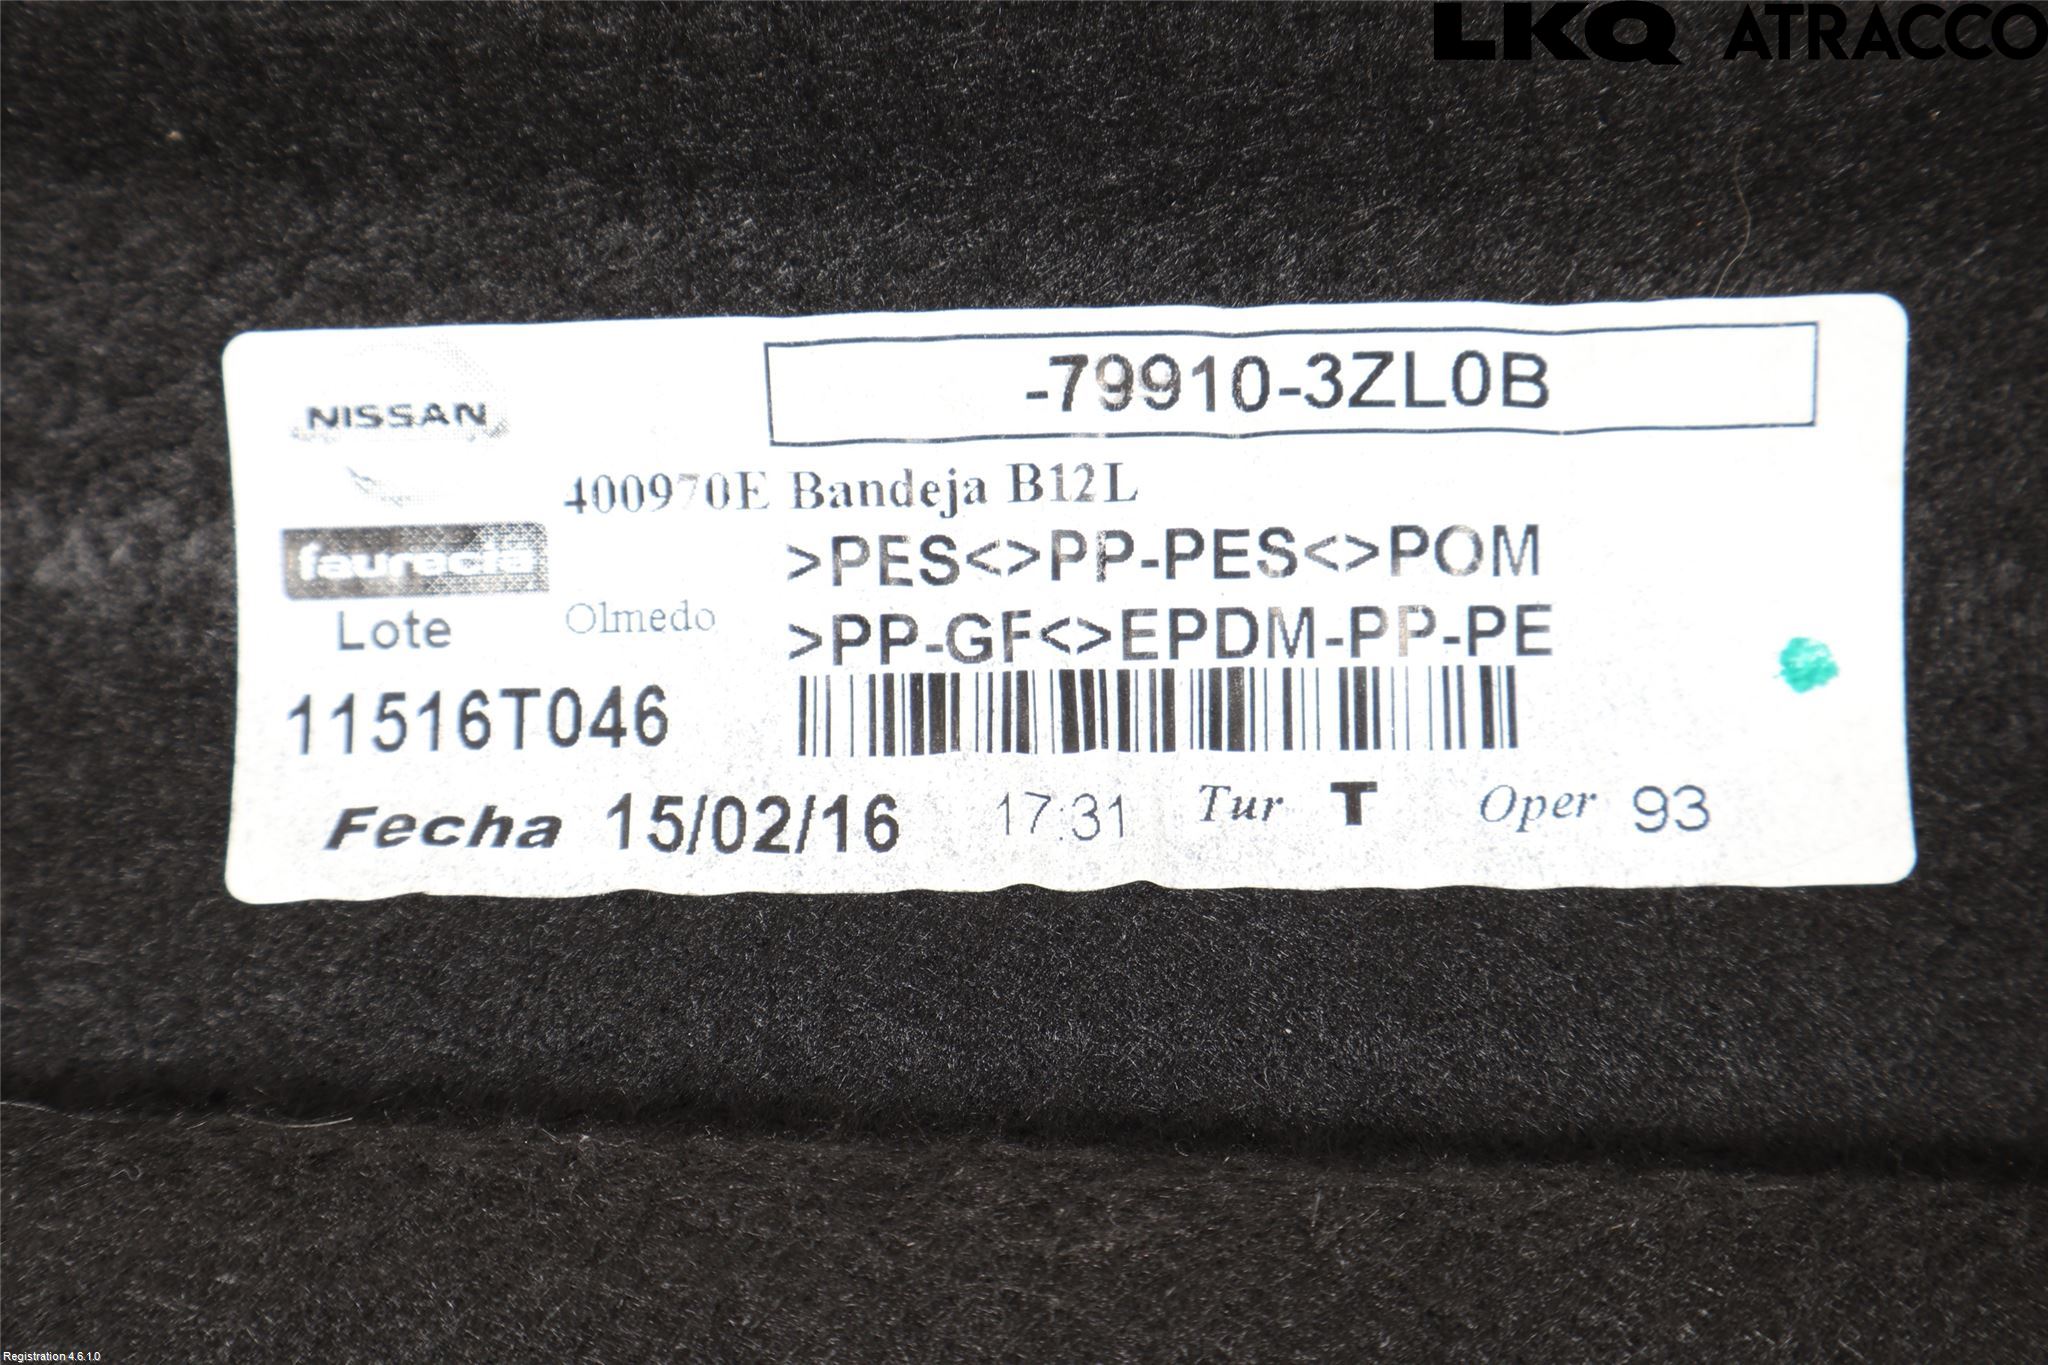 LKQ ATRACCO
NISSAN
-79910-3ZL0B
400970E Bandeja B12L
faurecia
>PES<>PP-PES<>POM
Lote
Olmedo
>PP-GF<>EPDM-PP-PE
11516T046
Fecha 15/02/16 17:31 Tur T Oper 93
Registration 4.6.1.0